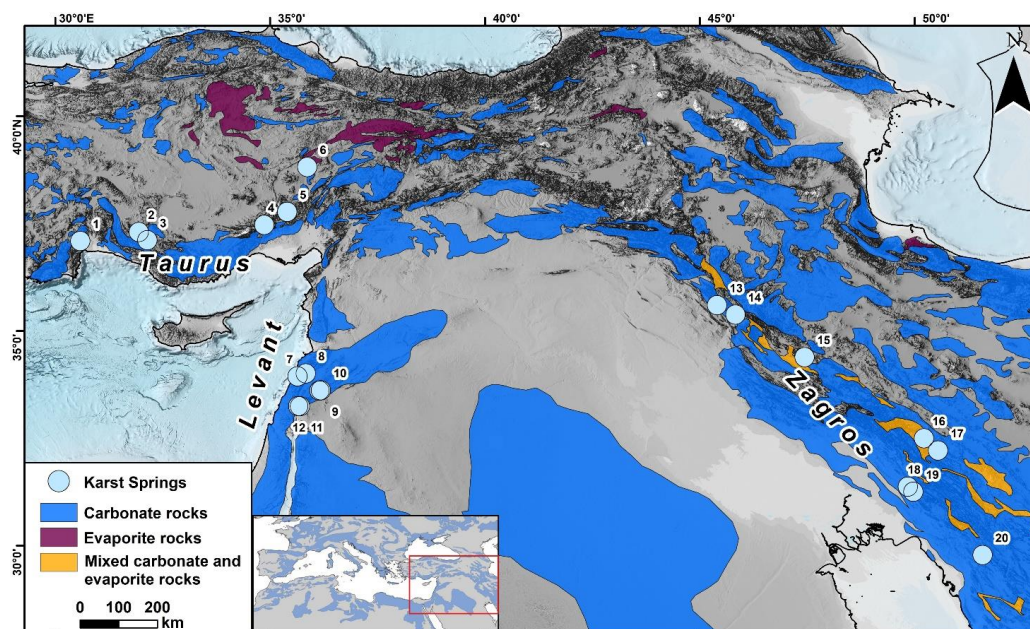 30°0'E 35°0'E 40°0'E 45°0'E 50°0'E
N
40°0'N
35°0'N
30°0'N
6
5
4
2
3
1
Taurus
Levant
7
8
10
9
12 11
13
14
15
Zagros
16
17
18
19
20
Karst Springs
Carbonate rocks
Evaporite rocks
Mixed carbonate and
evaporite rocks
0 100 200
km